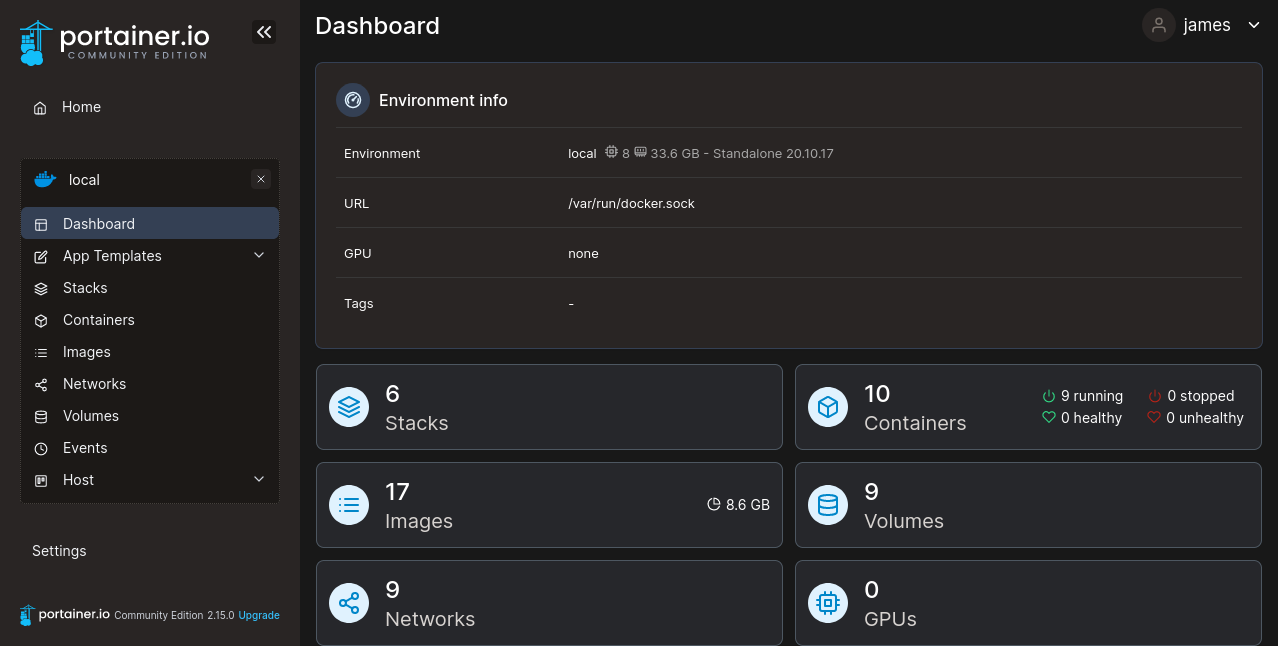 portainer.io
COMMUNITY EDITION
Home
local
Dashboard
App Templates
Stacks
Containers
Images
Networks
Volumes
Events
Host
Settings
portainer.io Community Edition 2.15.0 Upgrade
Dashboard
james
Environment info
Environment local 8 33.6 GB - Standalone 20.10.17
URL /var/run/docker.sock
GPU none
Tags -
6
Stacks
10
Containers
9 running 0 stopped
0 healthy 0 unhealthy
17
Images
8.6 GB
9
Volumes
9
Networks
0
GPUs